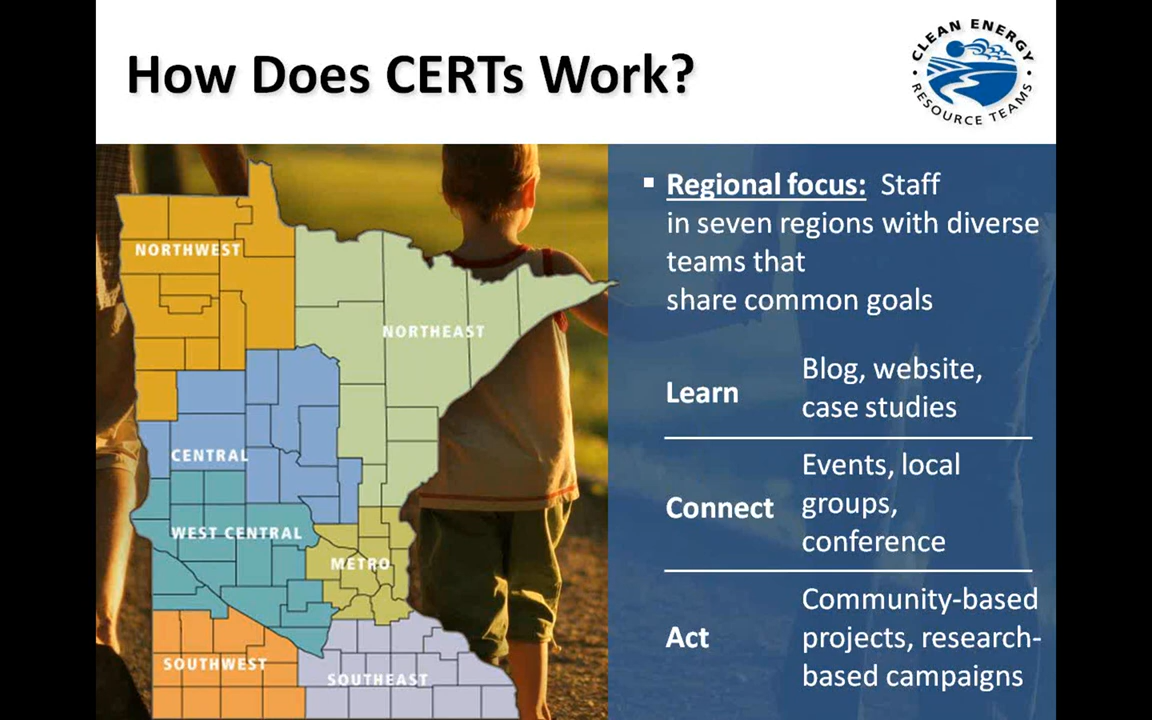 How Does CERTs Work?
CLEAN ENERGY
RESOURCE TEAMS
NORTHWEST
NORTHEAST
CENTRAL
WEST CENTRAL
METRO
SOUTHWEST
SOUTHEAST
▪ Regional focus: Staff
in seven regions with diverse
teams that
share common goals
Learn
Blog, website,
case studies
Connect
Events, local
groups,
conference
Act
Community-based
projects, research-
based campaigns